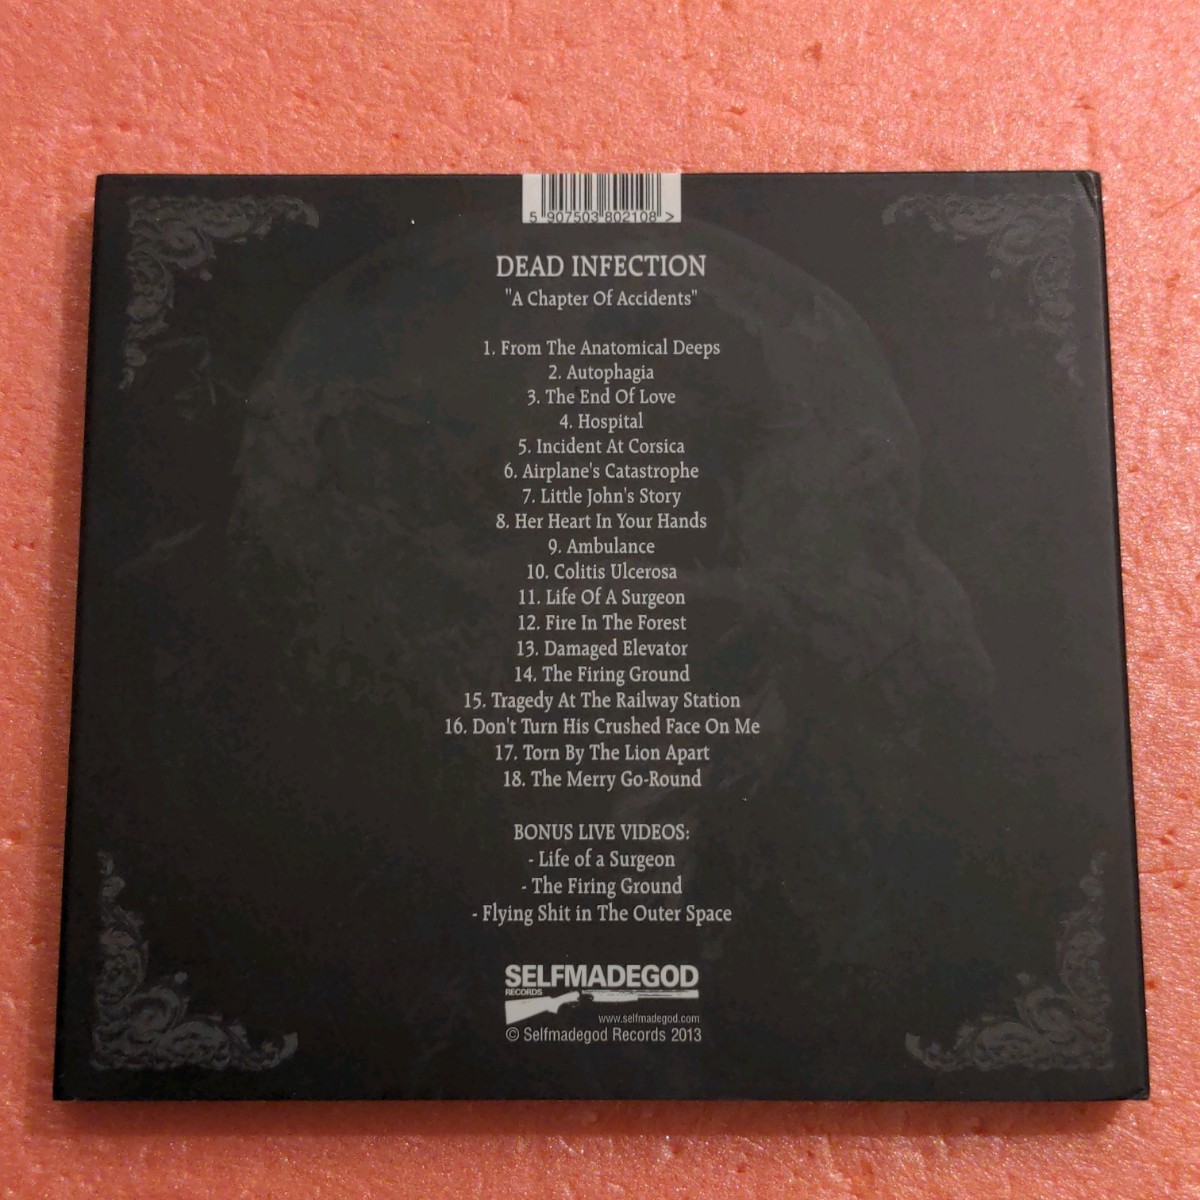 5 907503 802108 >
DEAD INFECTION
"A Chapter Of Accidents"
1. From The Anatomical Deeps
2. Autophagia
3. The End Of Love
4. Hospital
5. Incident At Corsica
6. Airplane's Catastrophe
7. Little John's Story
8. Her Heart In Your Hands
9. Ambulance
10. Colitis Ulcerosa
11. Life Of A Surgeon
12. Fire In The Forest
13. Damaged Elevator
14. The Firing Ground
15. Tragedy At The Railway Station
16. Don't Turn His Crushed Face On Me
17. Torn By The Lion Apart
18. The Merry Go-Round
BONUS LIVE VIDEOS:
- Life of a Surgeon
- The Firing Ground
- Flying Shit in The Outer Space
SELFMADEGOD
RECORDS
www.selfmadegod.com
© Selfmadegod Records 2013